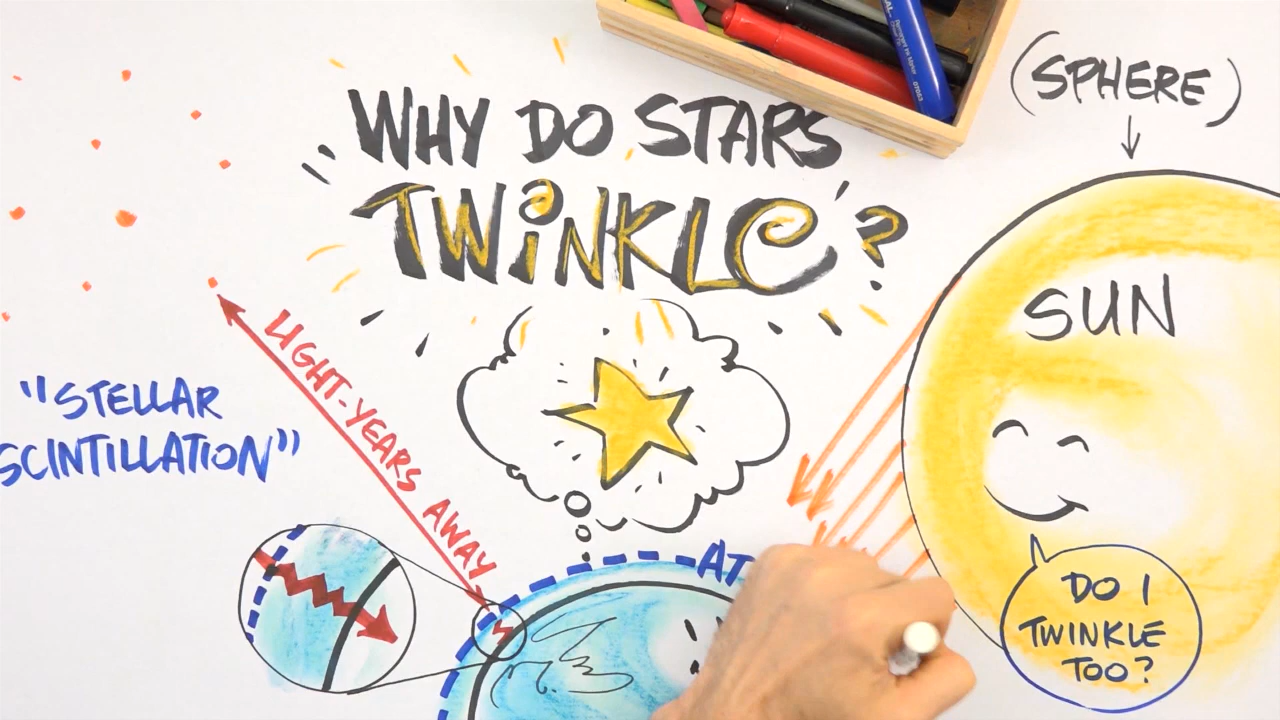 WHY DO STARS
TWINKLE?
(SPHERE)
SUN
"STELLAR
SCINTILLATION"
LIGHT-YEARS AWAY
DO I
TWINKLE
TOO?